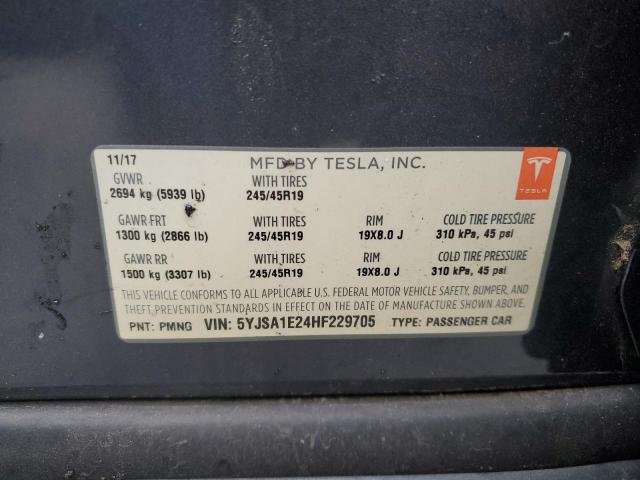 11/17 MFD BY TESLA, INC.
GVWR WITH TIRES
2694 kg (5939 lb) 245/45R19
TESLA
GAWR FRT WITH TIRES RIM COLD TIRE PRESSURE
1300 kg (2866 lb) 245/45R19 19X8.0 J 310 kPa, 45 psi
GAWR RR WITH TIRES RIM COLD TIRE PRESSURE
1500 kg (3307 lb) 245/45R19 19X8.0 J 310 kPa, 45 psi
THIS VEHICLE CONFORMS TO ALL APPLICABLE U.S. FEDERAL MOTOR VEHICLE SAFETY, BUMPER, AND
THEFT PREVENTION STANDARDS IN EFFECT ON THE DATE OF MANUFACTURE SHOWN ABOVE.
PNT: PMNG VIN: 5YJSA1E24HF229705 TYPE: PASSENGER CAR